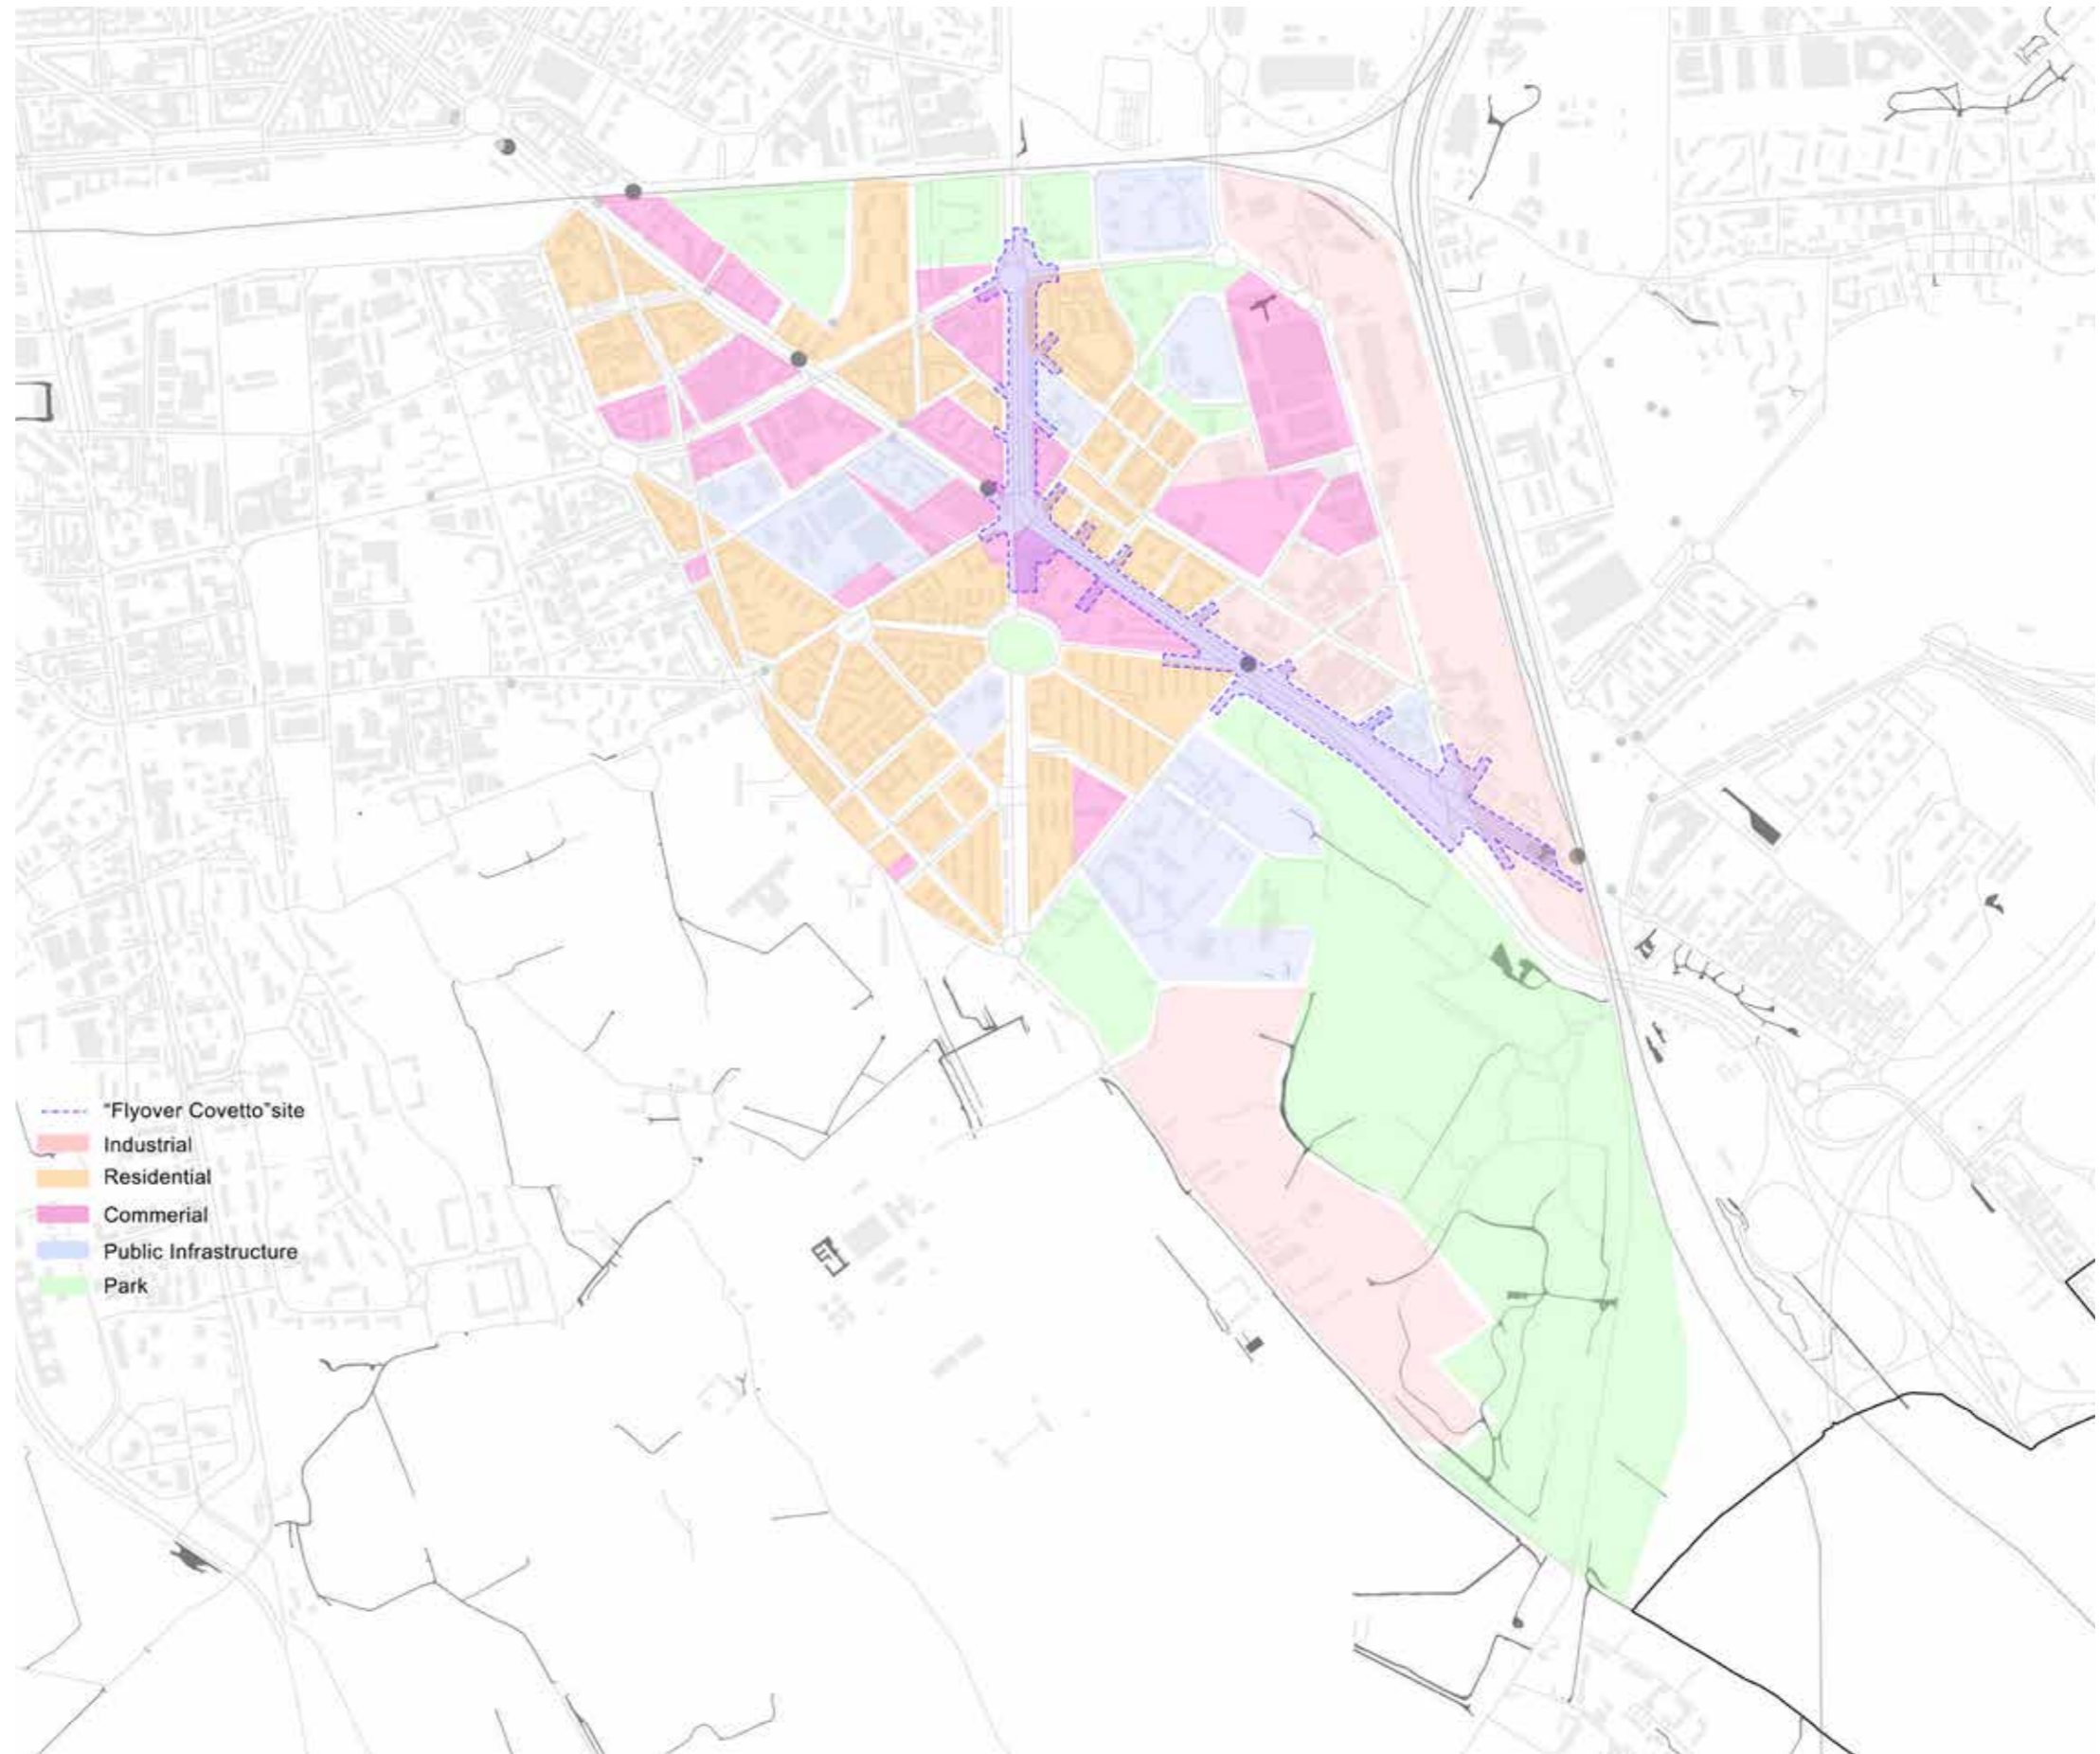 "Flyover Covetto"site
Industrial
Residential
Commerial
Public Infrastructure
Park